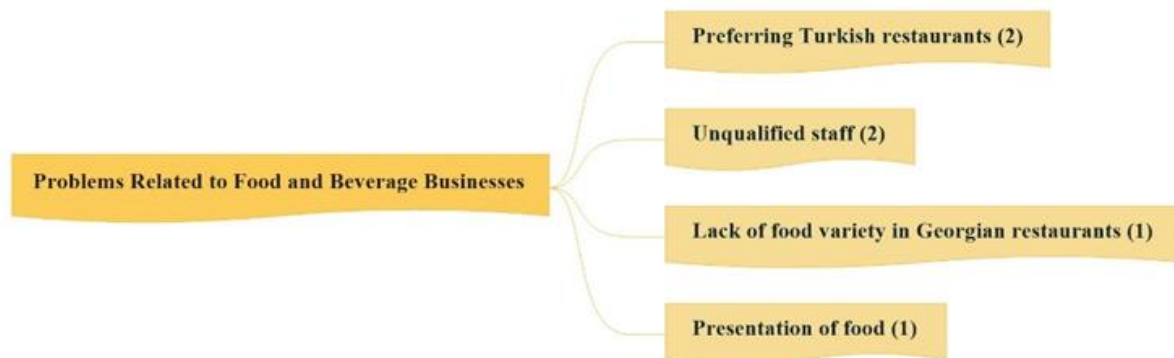 Problems Related to Food and Beverage Businesses
Preferring Turkish restaurants (2)
Unqualified staff (2)
Lack of food variety in Georgian restaurants (1)
Presentation of food (1)